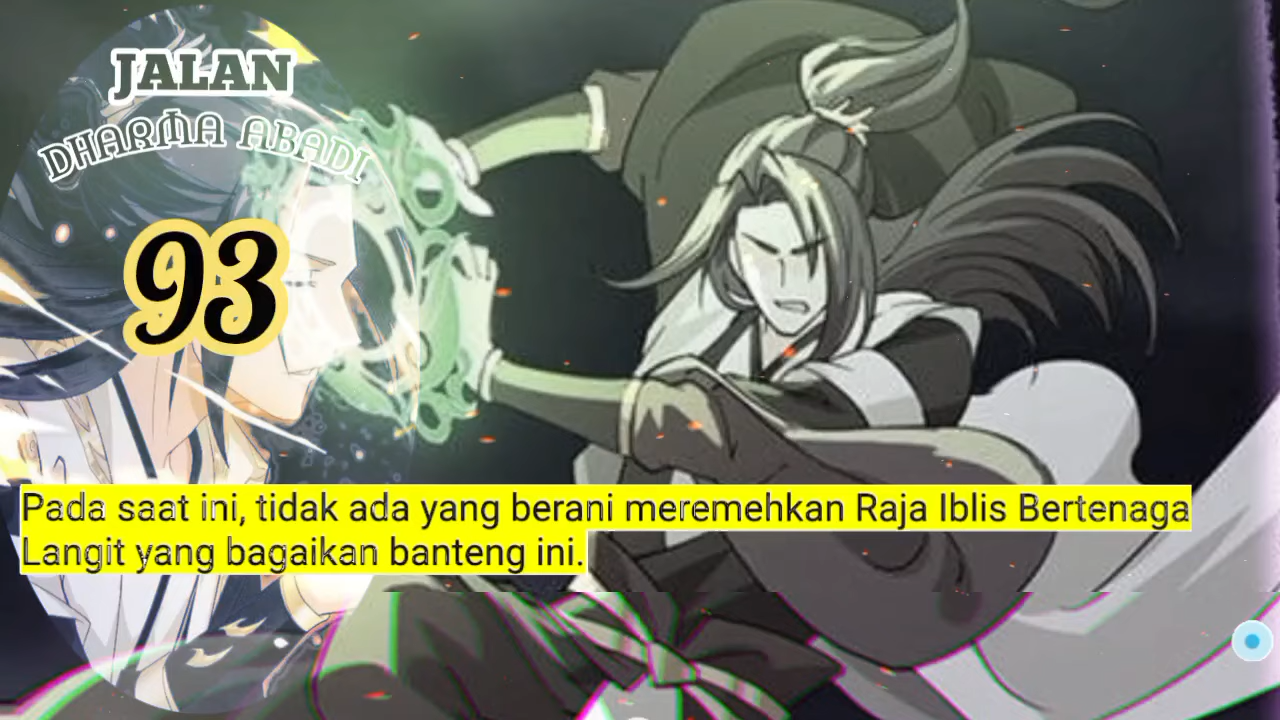 JALAN
DHARMA ABADI
93
Pada saat ini, tidak ada yang berani meremehkan Raja Iblis Bertenaga
Langit yang bagaikan banteng ini.